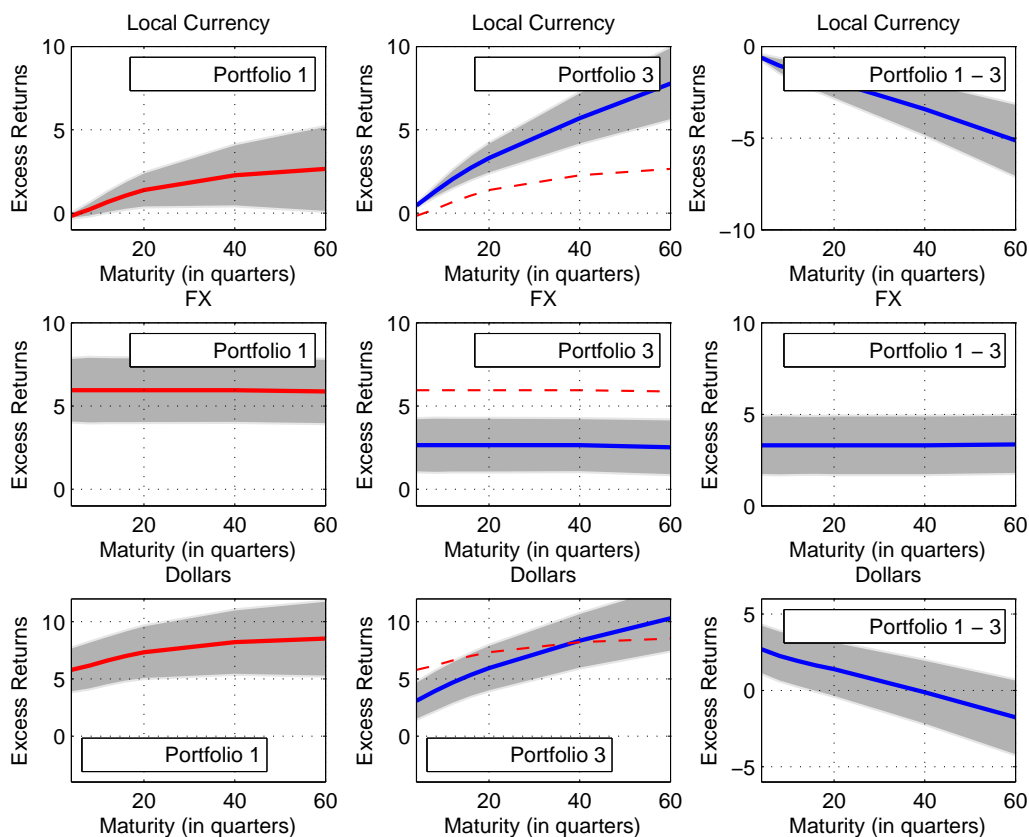 Local Currency
Excess Returns
10
5
0
20 40 60
Maturity (in quarters)
Portfolio 1
Local Currency
Excess Returns
10
5
0
20 40 60
Maturity (in quarters)
Portfolio 3
Local Currency
Excess Returns
0
−5
−10
20 40 60
Maturity (in quarters)
Portfolio 1 − 3
FX
Excess Returns
10
5
0
20 40 60
Maturity (in quarters)
Portfolio 1
FX
Excess Returns
10
5
0
20 40 60
Maturity (in quarters)
Portfolio 3
FX
Excess Returns
10
5
0
20 40 60
Maturity (in quarters)
Portfolio 1 − 3
Dollars
Excess Returns
10
5
0
20 40 60
Maturity (in quarters)
Portfolio 1
Dollars
Excess Returns
10
5
0
20 40 60
Maturity (in quarters)
Portfolio 3
Dollars
Excess Returns
5
0
−5
20 40 60
Maturity (in quarters)
Portfolio 1 − 3